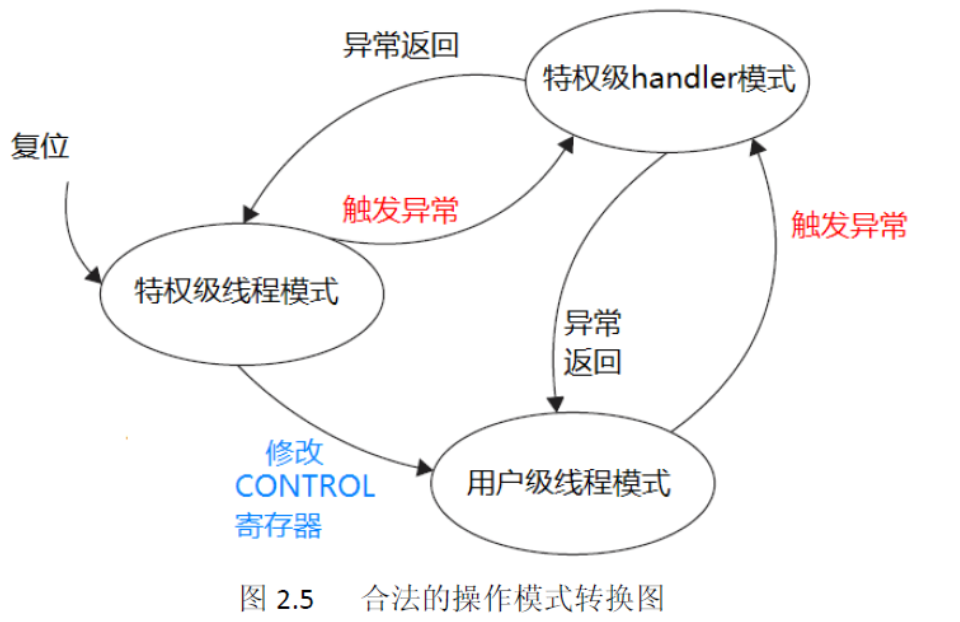 异常返回
特权级handler模式
复位
触发异常
触发异常
特权级线程模式
异常
返回
修改
CONTROL
寄存器
用户级线程模式
图 2.5 合法的操作模式转换图